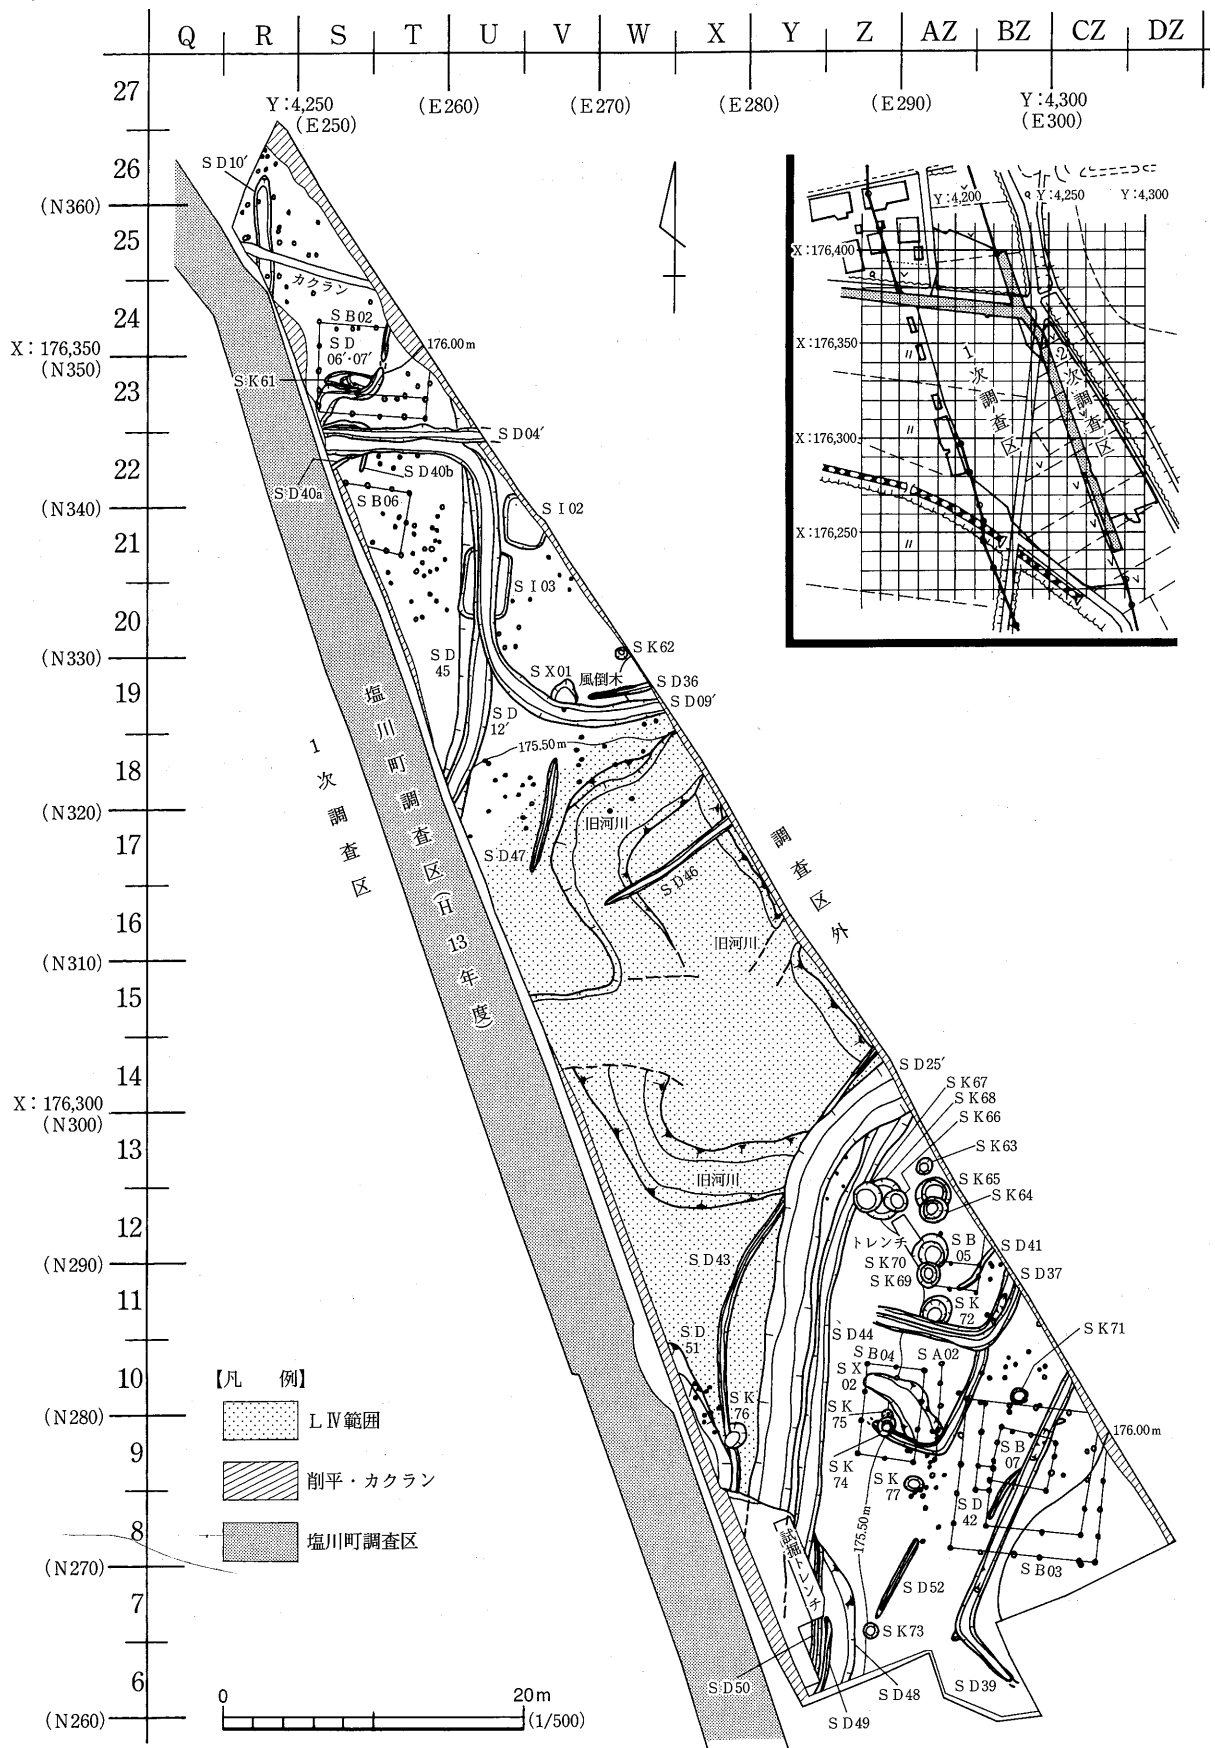 Q R S T U V W X Y Z AZ BZ CZ DZ
Y:4,250
(E250)
(E260)
(E270)
(E280)
(E290)
Y:4,300
(E300)
27
26
(N360)
25
24
X:176,350
(N350)
23
22
(N340)
21
20
(N330)
19
18
(N320)
17
16
(N310)
15
14
X:176,300
(N300)
13
12
(N290)
11
10
(N280)
9
8
(N270)
7
6
(N260)
SD10′
カクラン
SB02
SD
06′·07′
176.00m
SK61
SD04′
SD40b
SD40a
SB06
SI02
SI03
SD
45
SK62
SX01
風倒木
SD36
SD09′
SD
12′
175.50m
旧河川
SD47
SD46
旧河川
塩川町調査区(H13年度)
1次調査区
調査区外
SD25′
SK67
SK68
SK66
SK63
SK65
SK64
旧河川
トレンチ
SB
05
SD41
SK70
SD37
SK69
SD43
SK
72
SD
51
SD44
SK71
SB04
SA02
SX
02
SK
76
SK
75
176.00m
SB
07
SK
74
SK
77
SD
42
175.50m
試掘トレンチ
SB03
SD52
SK73
SD50
SD48
SD39
SD49
Y:4,200
Y:4,250
Y:4,300
X:176,400
X:176,350
X:176,300
X:176,250
1次調査区
2次調査区
【凡 例】
LⅣ範囲
削平・カクラン
塩川町調査区
0 20m
(1/500)